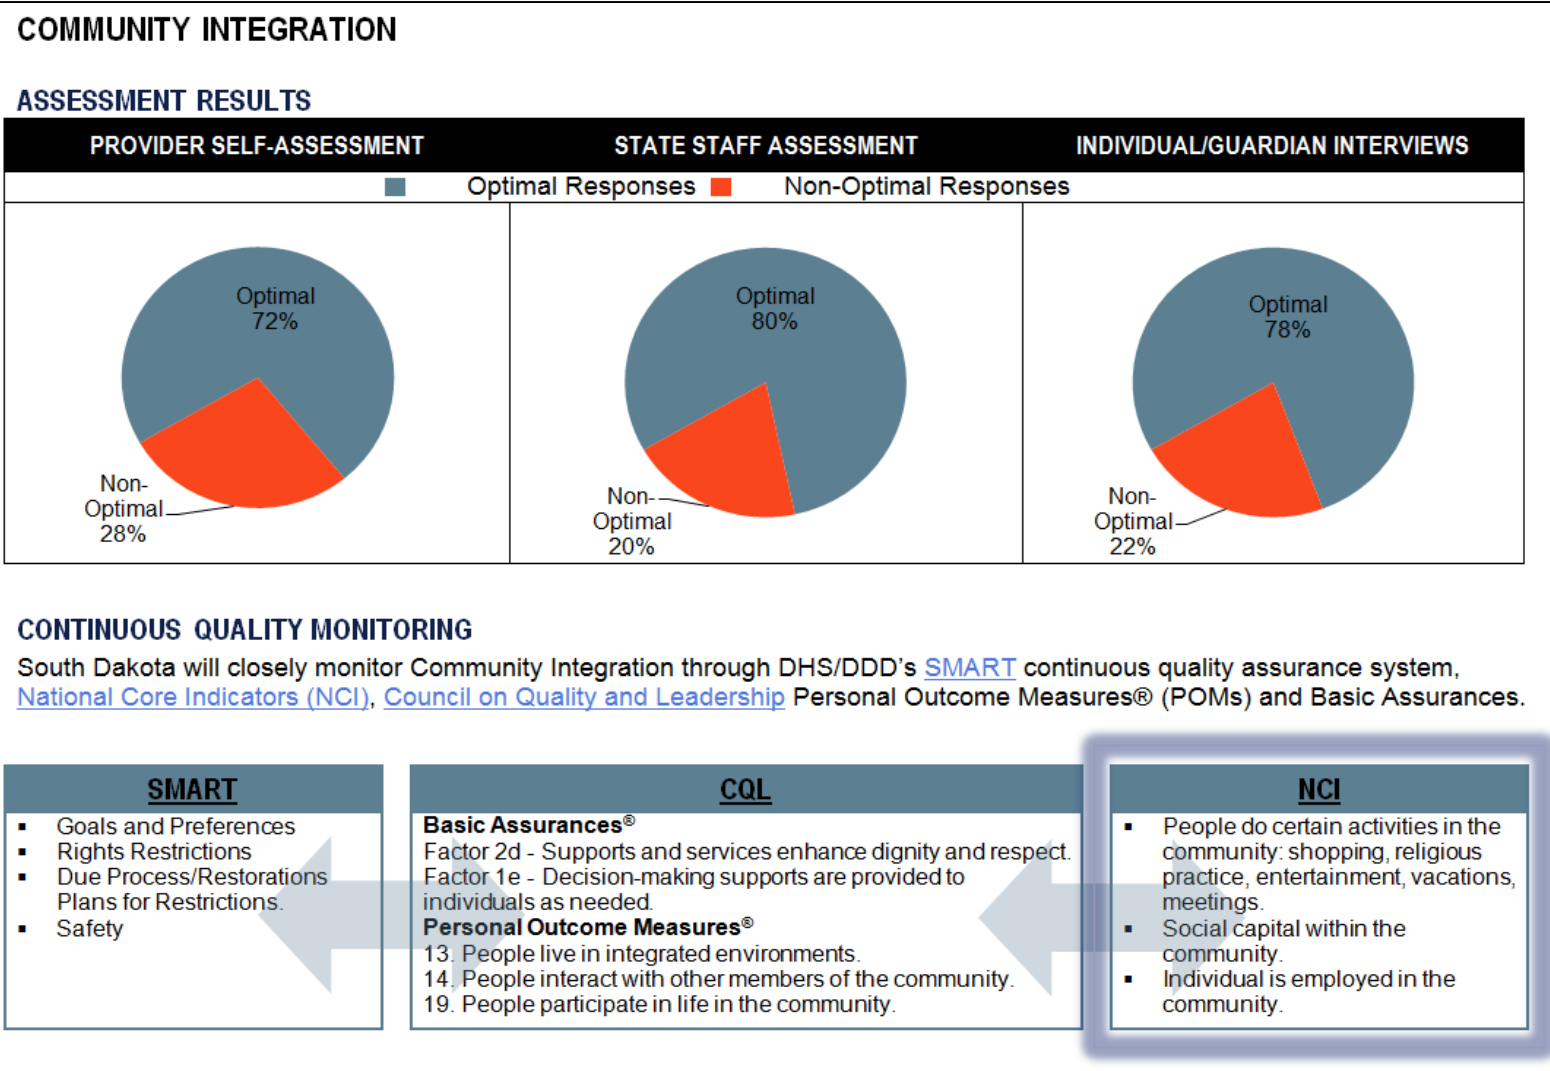 COMMUNITY INTEGRATION
ASSESSMENT RESULTS
PROVIDER SELF-ASSESSMENT
STATE STAFF ASSESSMENT
INDIVIDUAL/GUARDIAN INTERVIEWS
Optimal Responses
Non-Optimal Responses
Optimal
72%
Non-
Optimal
28%
Optimal
80%
Non-
Optimal
20%
Optimal
78%
Non-
Optimal
22%
CONTINUOUS QUALITY MONITORING
South Dakota will closely monitor Community Integration through DHS/DDD's SMART continuous quality assurance system,
National Core Indicators (NCI), Council on Quality and Leadership Personal Outcome Measures® (POMs) and Basic Assurances.
SMART
▪ Goals and Preferences
▪ Rights Restrictions
▪ Due Process/Restorations
Plans for Restrictions.
▪ Safety
CQL
Basic Assurances®
Factor 2d - Supports and services enhance dignity and respect.
Factor 1e - Decision-making supports are provided to
individuals as needed.
Personal Outcome Measures®
13. People live in integrated environments.
14. People interact with other members of the community.
19. People participate in life in the community.
NCI
▪ People do certain activities in the
community: shopping, religious
practice, entertainment, vacations,
meetings.
▪ Social capital within the
community.
▪ Individual is employed in the
community.